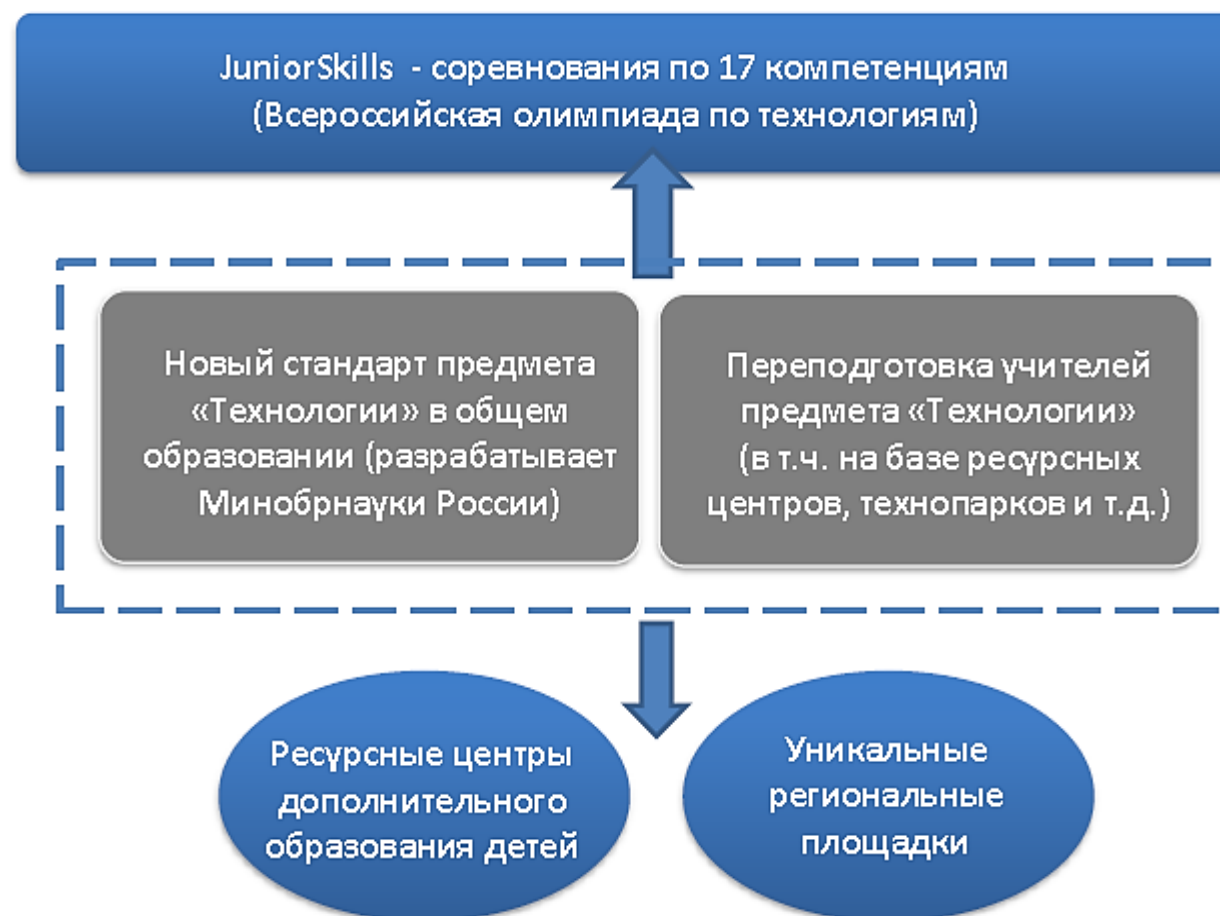 JuniorSkills - соревнования по 17 компетенциям
(Всероссийская олимпиада по технологиям)
Новый стандарт предмета
«Технологии» в общем
образовании (разрабатывает
Минобрнауки России)
Переподготовка учителей
предмета «Технологии»
(в т.ч. на базе ресурсных
центров, технопарков и т.д.)
Ресурсные центры
дополнительного
образования детей
Уникальные
региональные
площадки